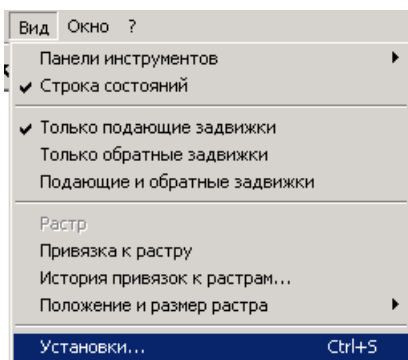 Вид Окно ?
Панели инструментов
Строка состояний
Только подающие задвижки
Только обратные задвижки
Подающие и обратные задвижки
Растр
Привязка к растру
История привязок к растрам...
Положение и размер растра
Установки... Ctrl+S